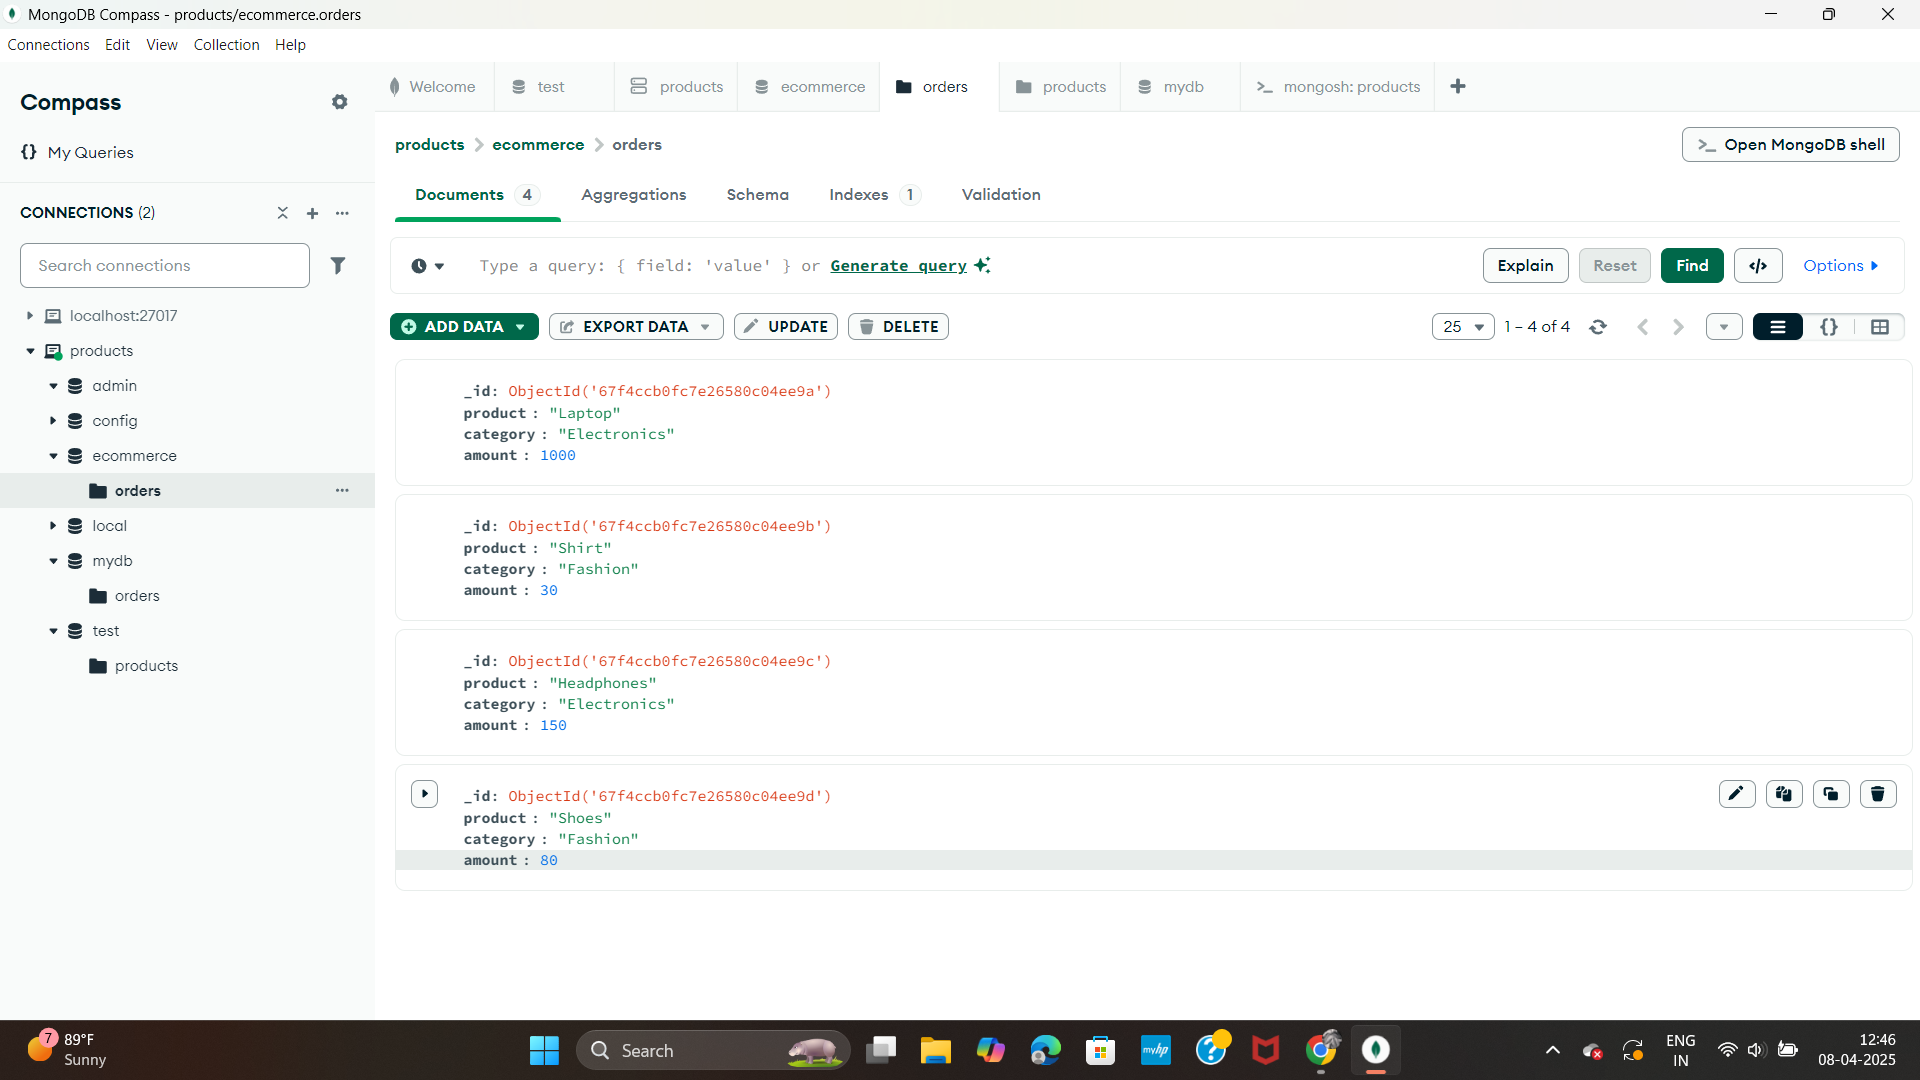 MongoDB Compass - products/ecommerce.orders
Connections Edit View Collection Help
Compass
{} My Queries
CONNECTIONS (2)
Search connections
localhost:27017
products
admin
config
ecommerce
orders
local
mydb
orders
test
products
Welcome test products ecommerce orders products mydb >_ mongosh: products +
products > ecommerce > orders
>_ Open MongoDB shell
Documents 4 Aggregations Schema Indexes 1 Validation
Type a query: { field: 'value' } or Generate query
Explain Reset Find </> Options
ADD DATA EXPORT DATA UPDATE DELETE
25 1 – 4 of 4 {}
_id: ObjectId('67f4ccb0fc7e26580c04ee9a')
product : "Laptop"
category : "Electronics"
amount : 1000
_id: ObjectId('67f4ccb0fc7e26580c04ee9b')
product : "Shirt"
category : "Fashion"
amount : 30
_id: ObjectId('67f4ccb0fc7e26580c04ee9c')
product : "Headphones"
category : "Electronics"
amount : 150
_id: ObjectId('67f4ccb0fc7e26580c04ee9d')
product : "Shoes"
category : "Fashion"
amount : 80
7
89°F
Sunny
Search
myhp
?
ENG
IN
12:46
08-04-2025